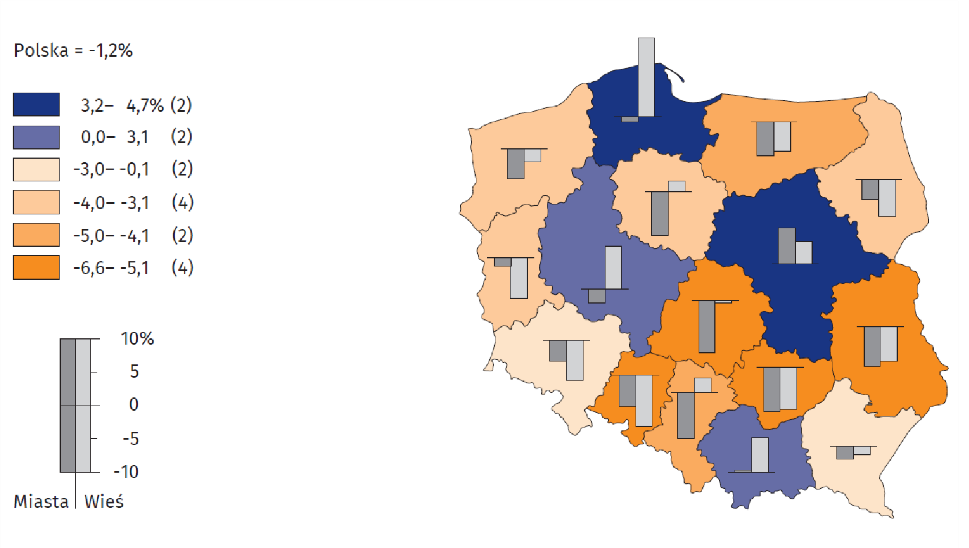 Polska = -1,2%
3,2– 4,7% (2)
0,0– 3,1 (2)
-3,0– -0,1 (2)
-4,0– -3,1 (4)
-5,0– -4,1 (2)
-6,6– -5,1 (4)
10%
5
0
-5
-10
Miasta Wieś